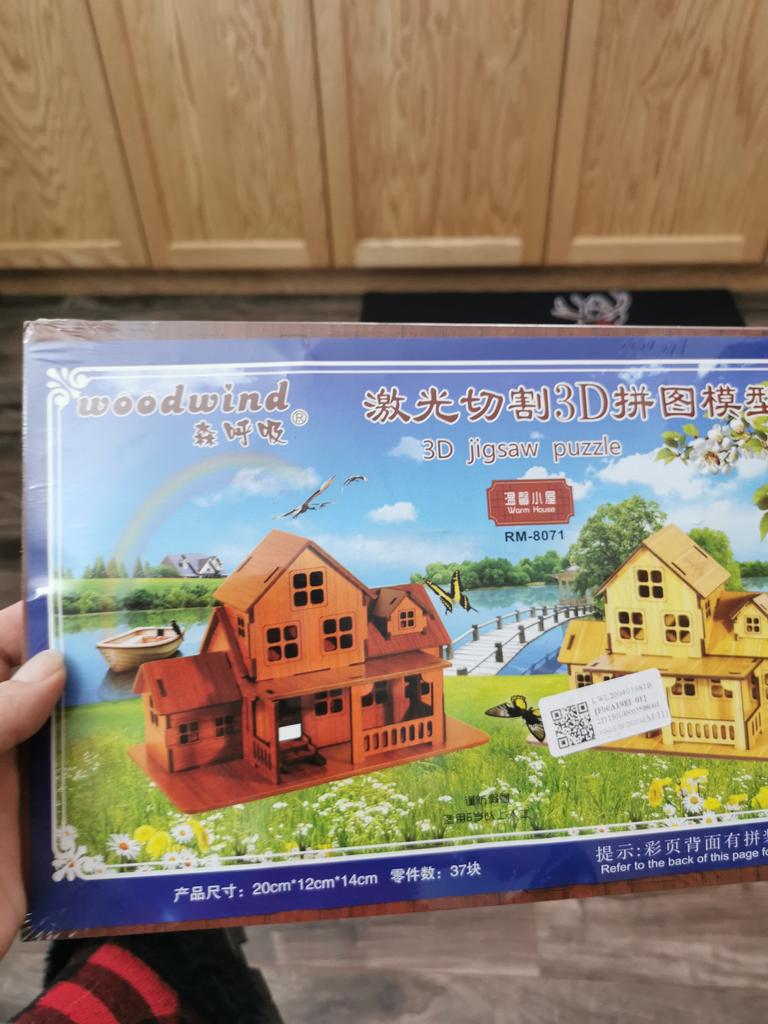 woodwind®
森呼吸
激光切割3D拼图模型
3D jigsaw puzzle
温馨小屋
Warm House
RM-8071
产品尺寸：20cm*12cm*14cm 零件数：37块
提示：彩页背面有拼装
Refer to the back of this page fo